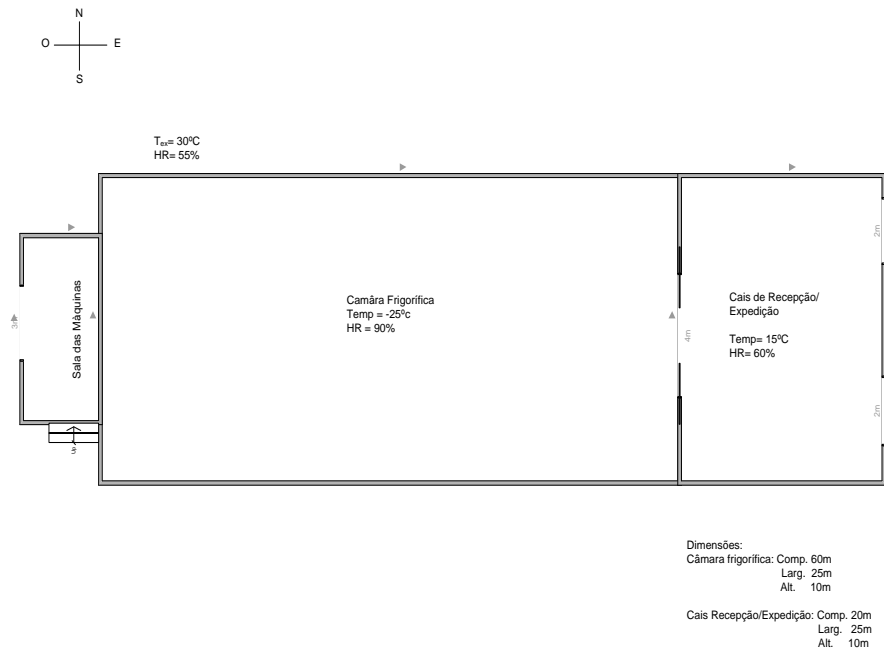 N
O
E
S
Tex= 30ºC
HR= 55%
2m
Sala das Màquinas
3m
Camâra Frigorífica
Temp = -25ºc
HR = 90%
4m
Cais de Recepção/
Expedição
Temp= 15ºC
HR= 60%
2m
Dimensões:
Câmara frigorífica: Comp. 60m
Larg. 25m
Alt. 10m
Cais Recepção/Expedição: Comp. 20m
Larg. 25m
Alt. 10m